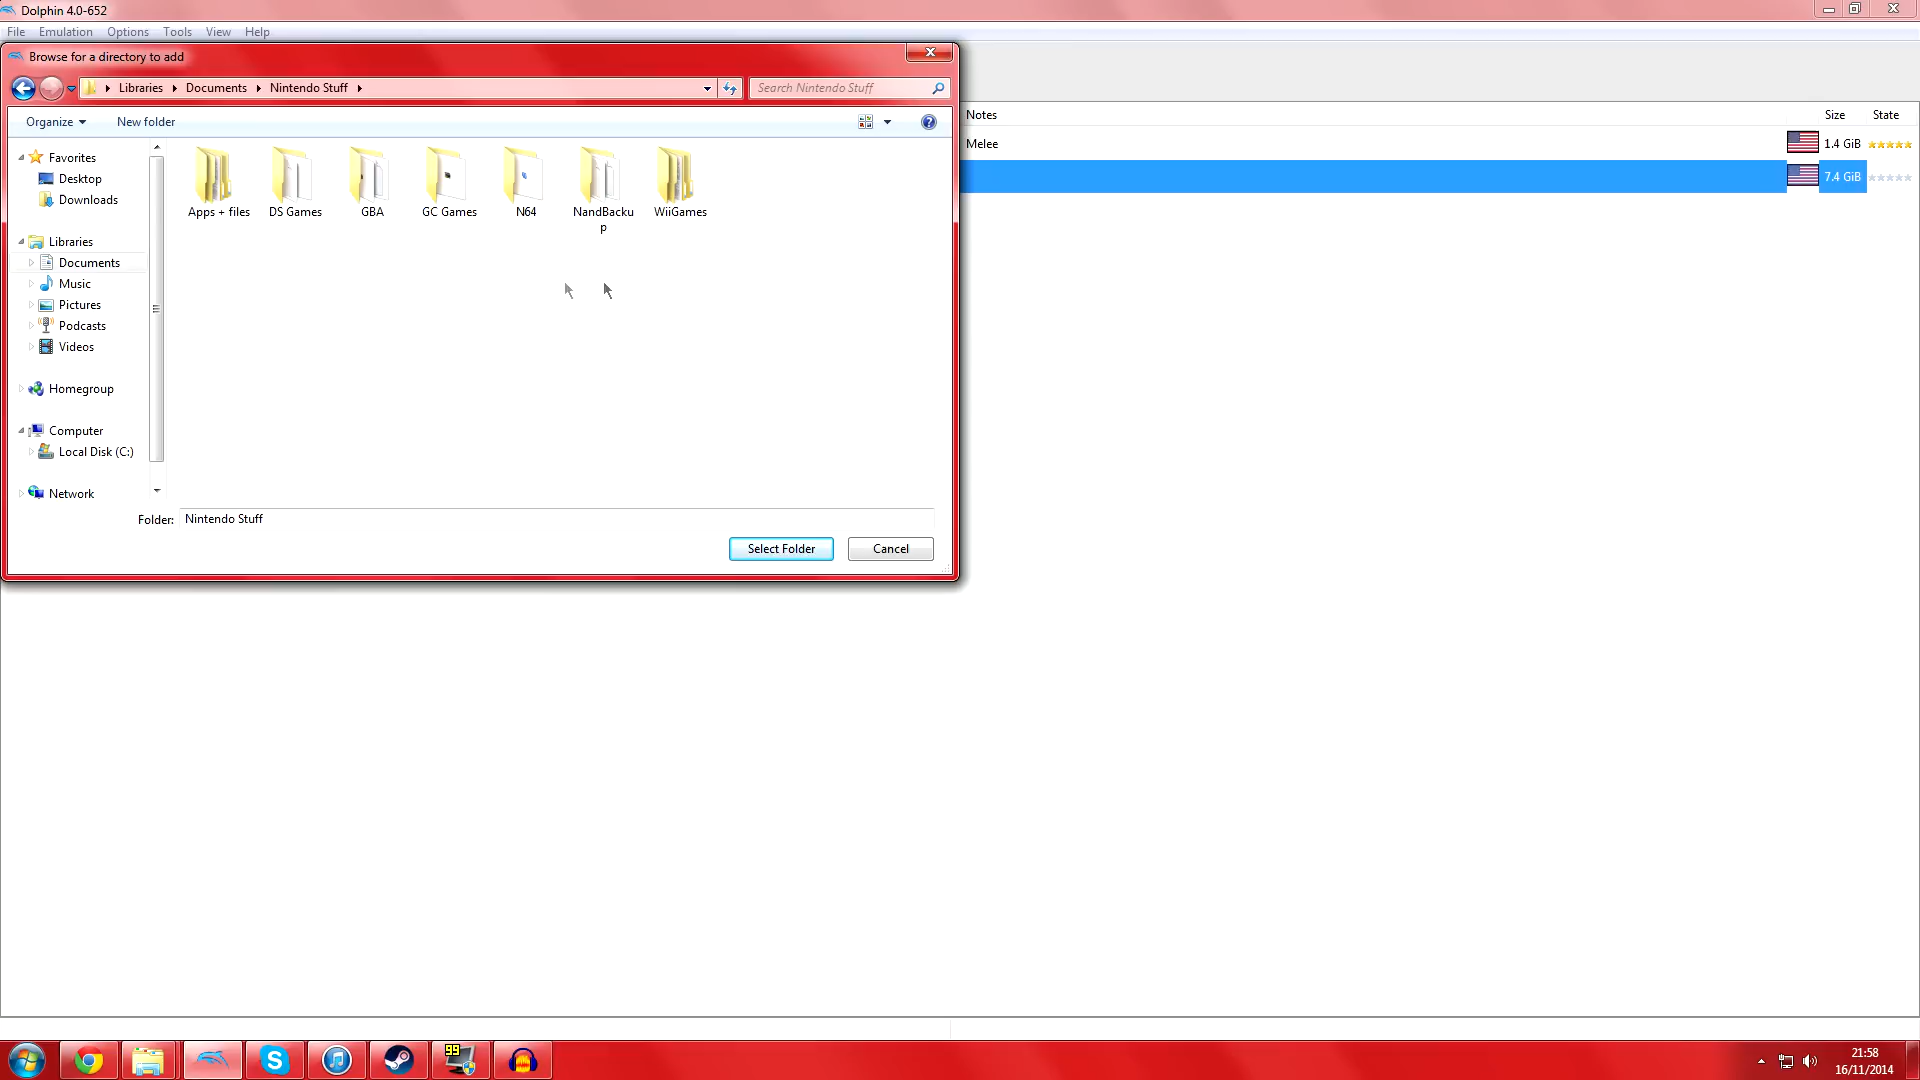 Dolphin 4.0-652
File Emulation Options Tools View Help
Browse for a directory to add
Libraries Documents Nintendo Stuff
Search Nintendo Stuff
Organize New folder
Notes Size State
Melee 1.4 GiB
7.4 GiB
Favorites
Desktop
Downloads
Libraries
Documents
Music
Pictures
Podcasts
Videos
Homegroup
Computer
Local Disk (C:)
Network
Apps + files DS Games GBA GC Games N64 NandBacku WiiGames
p
Folder: Nintendo Stuff
Select Folder Cancel
99
21:58
16/11/2014